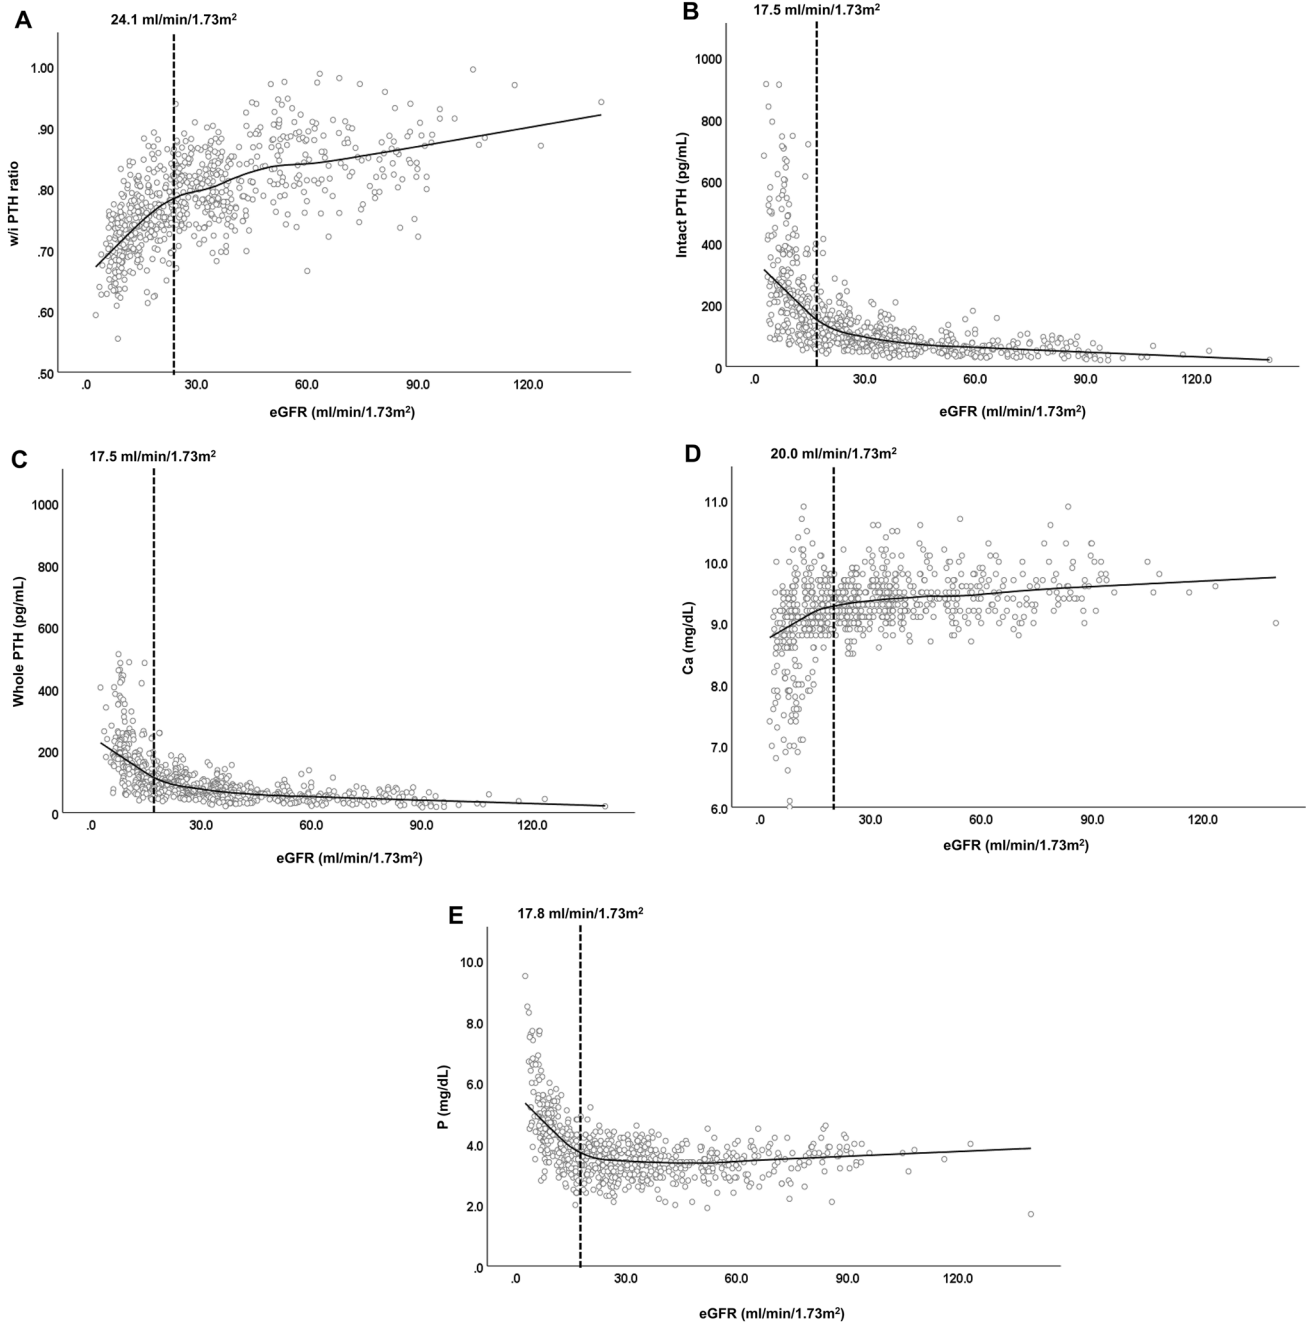 A
24.1 ml/min/1.73m²
1.00
.90
.80
.70
.60
.50
w/i PTH ratio
.0 30.0 60.0 90.0 120.0
eGFR (ml/min/1.73m²)
B
17.5 ml/min/1.73m²
1000
800
600
400
200
0
Intact PTH (pg/mL)
.0 30.0 60.0 90.0 120.0
eGFR (ml/min/1.73m²)
C
17.5 ml/min/1.73m²
1000
800
600
400
200
0
Whole PTH (pg/mL)
.0 30.0 60.0 90.0 120.0
eGFR (ml/min/1.73m²)
D
20.0 ml/min/1.73m²
11.0
10.0
9.0
8.0
7.0
6.0
Ca (mg/dL)
.0 30.0 60.0 90.0 120.0
eGFR (ml/min/1.73m²)
E
17.8 ml/min/1.73m²
10.0
8.0
6.0
4.0
2.0
.0
P (mg/dL)
.0 30.0 60.0 90.0 120.0
eGFR (ml/min/1.73m²)